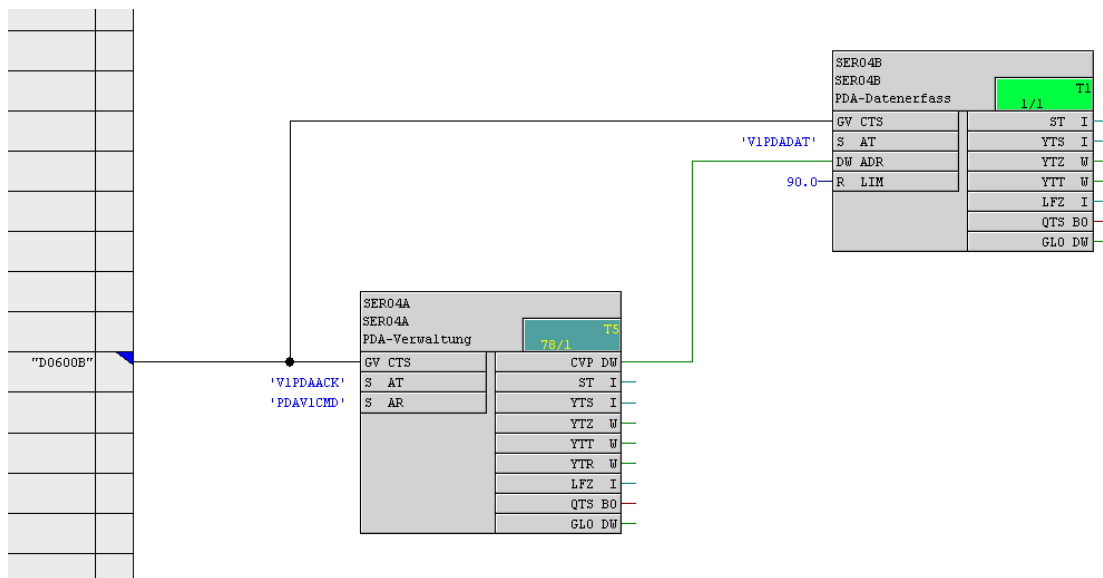 SER04B
SER04B
PDA-Datenerfass
T1
1/1
GV CTS
ST I
'V1PDADAT'
S AT
YTS I
DW ADR
YTZ W
90.0
R LIM
YTT W
LFZ I
QTS BO
GLO DW
SER04A
SER04A
PDA-Verwaltung
T5
78/1
"D0600B"
GV CTS
CVP DW
'V1PDAACK'
S AT
ST I
'PDAV1CMD'
S AR
YTS I
YTZ W
YTT W
YTR W
LFZ I
QTS BO
GLO DW